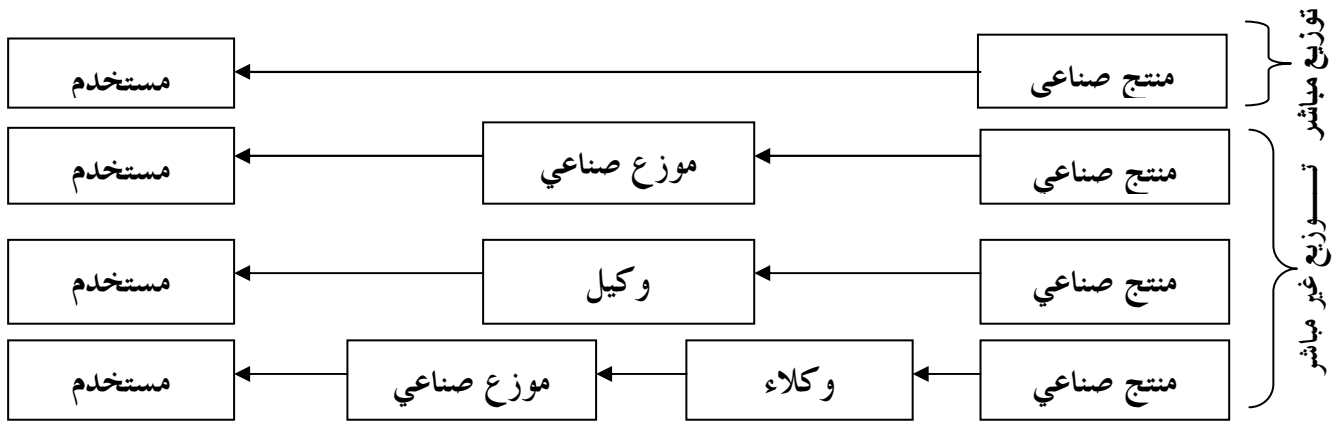 توزيع مباشر
منتج صناعي
مستخدم
تـــوزيع غير مباشر
منتج صناعي
موزع صناعي
مستخدم
منتج صناعي
وكيل
مستخدم
منتج صناعي
وكلاء
موزع صناعي
مستخدم